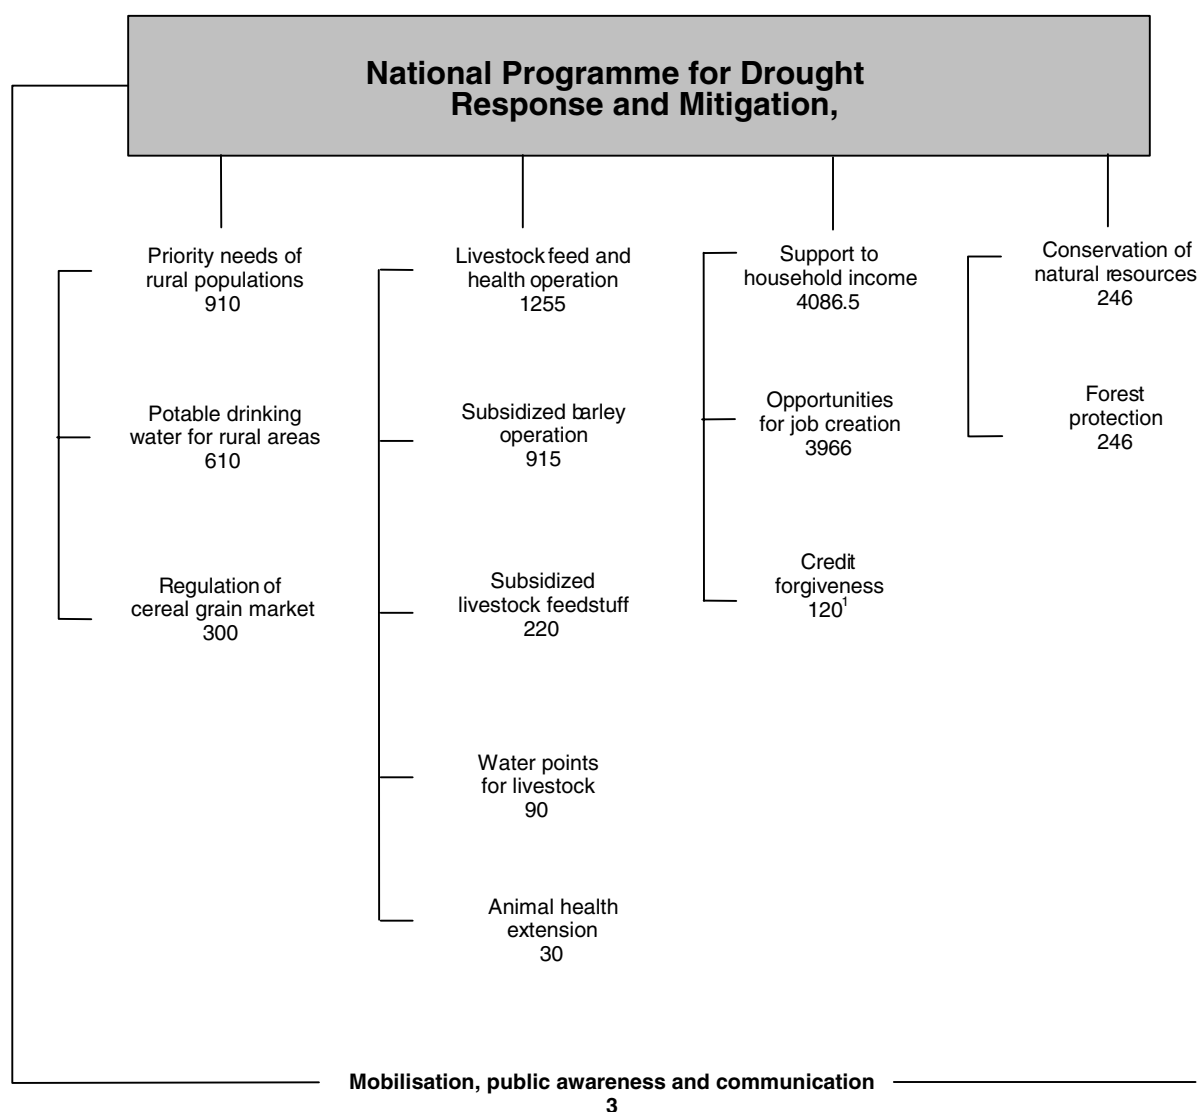 National Programme for Drought
Response and Mitigation,
Priority needs of
rural populations
910
Potable drinking
water for rural areas
610
Regulation of
cereal grain market
300
Livestock feed and
health operation
1255
Subsidized barley
operation
915
Subsidized
livestock feedstuff
220
Water points
for livestock
90
Animal health
extension
30
Support to
household income
4086.5
Opportunities
for job creation
3966
Credit
forgiveness
120¹
Conservation of
natural resources
246
Forest
protection
246
Mobilisation, public awareness and communication
3